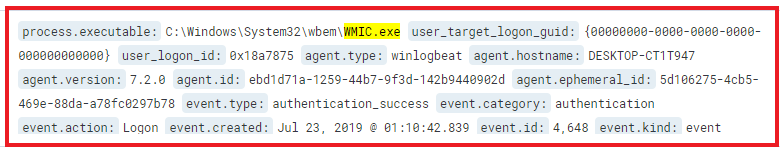 process.executable: C:\Windows\System32\wbem\WMIC.exe user_target_logon_guid: {00000000-0000-0000-0000-
000000000000} user_logon_id: 0x18a7875 agent.type: winlogbeat agent.hostname: DESKTOP-CT1T947
agent.version: 7.2.0 agent.id: ebd1d71a-1259-44b7-9f3d-142b9440902d agent.ephemeral_id: 5d106275-4cb5-
469e-88da-a78fc0297b78 event.type: authentication_success event.category: authentication
event.action: Logon event.created: Jul 23, 2019 @ 01:10:42.839 event.id: 4,648 event.kind: event